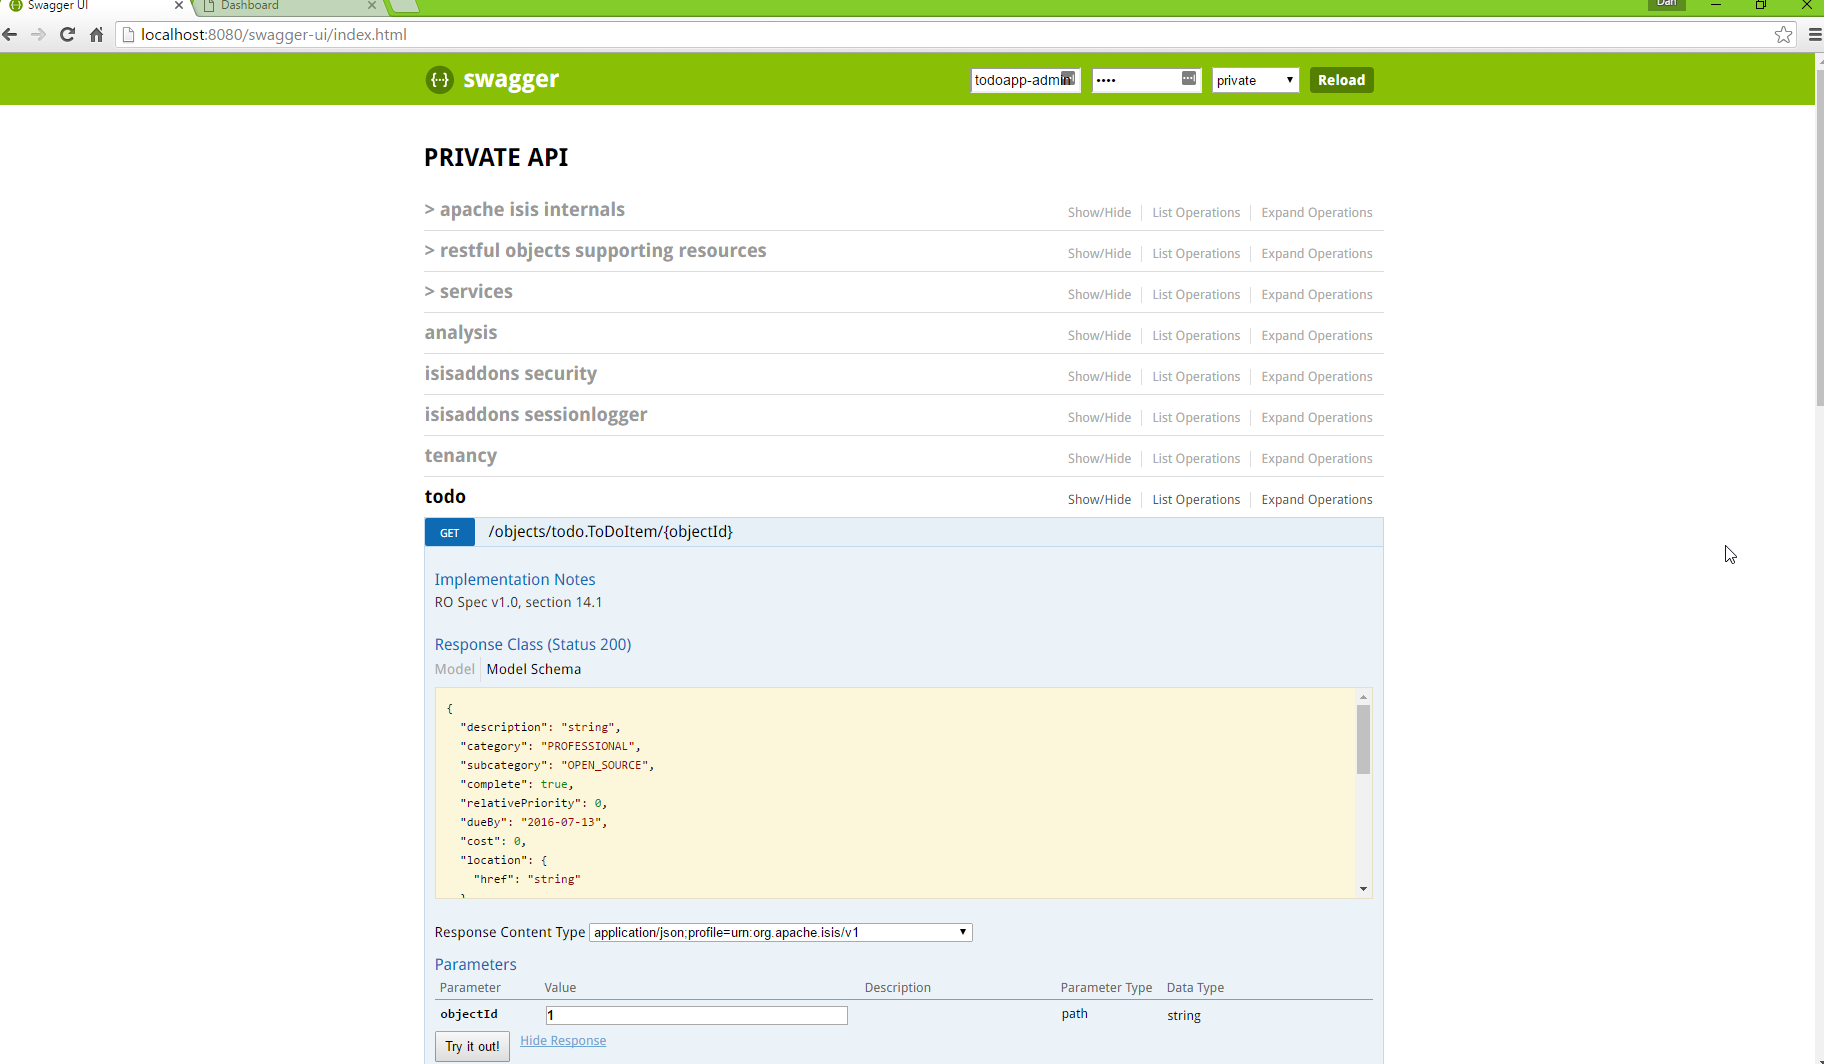 Swagger UI
Dashboard
Dan
localhost:8080/swagger-ui/index.html
{···} swagger
todoapp-admin
••••
private
Reload
PRIVATE API
> apache isis internals
Show/Hide List Operations Expand Operations
> restful objects supporting resources
Show/Hide List Operations Expand Operations
> services
Show/Hide List Operations Expand Operations
analysis
Show/Hide List Operations Expand Operations
isisaddons security
Show/Hide List Operations Expand Operations
isisaddons sessionlogger
Show/Hide List Operations Expand Operations
tenancy
Show/Hide List Operations Expand Operations
todo
Show/Hide List Operations Expand Operations
GET /objects/todo.ToDoItem/{objectId}
Implementation Notes
RO Spec v1.0, section 14.1
Response Class (Status 200)
Model Model Schema
{
"description": "string",
"category": "PROFESSIONAL",
"subcategory": "OPEN_SOURCE",
"complete": true,
"relativePriority": 0,
"dueBy": "2016-07-13",
"cost": 0,
"location": {
"href": "string"
}
Response Content Type application/json;profile=urn:org.apache.isis/v1
Parameters
Parameter Value Description Parameter Type Data Type
objectId 1 path string
Try it out! Hide Response